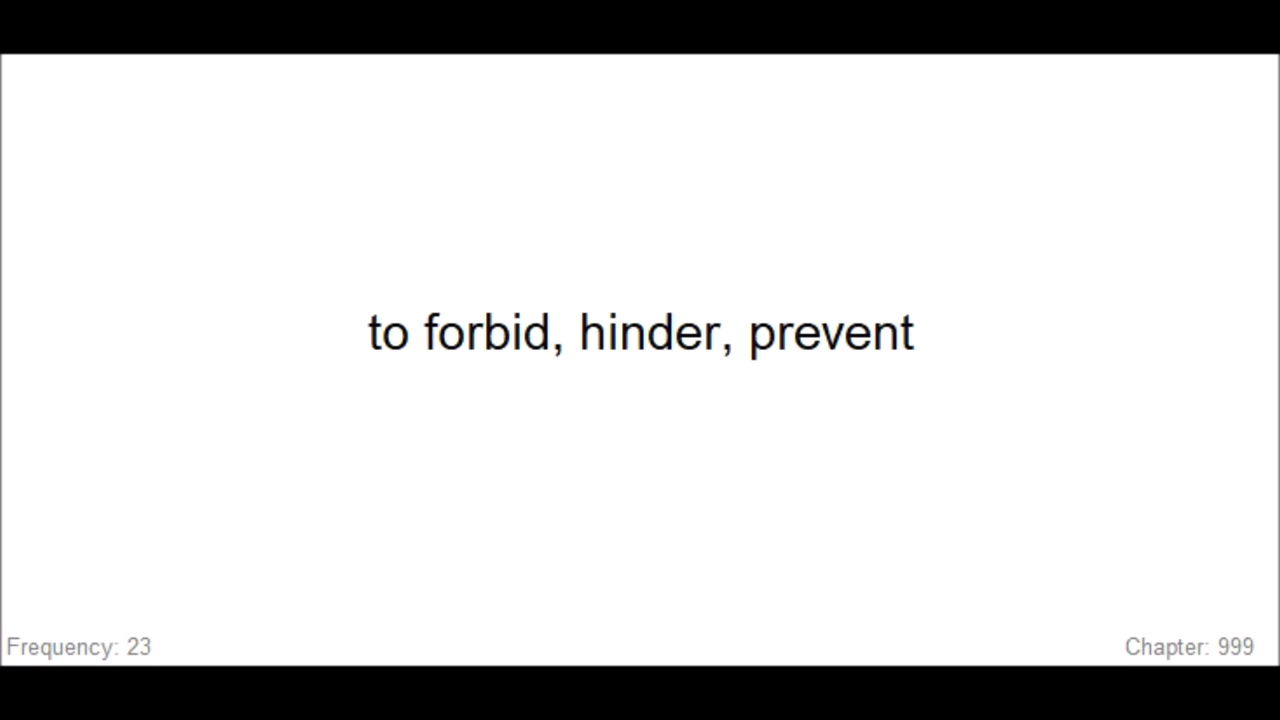 to forbid, hinder, prevent
Frequency: 23
Chapter: 999